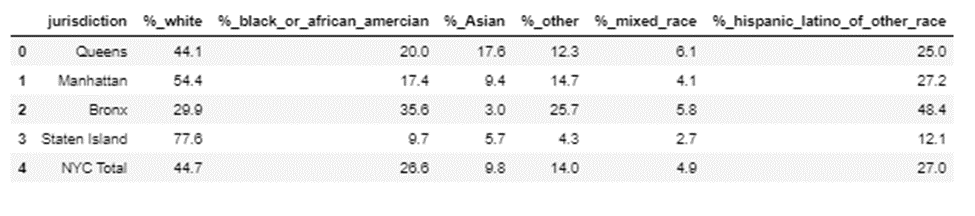 jurisdiction %_white %_black_or_african_amercian %_Asian %_other %_mixed_race %_hispanic_latino_of_other_race
0 Queens 44.1 20.0 17.6 12.3 6.1 25.0
1 Manhattan 54.4 17.4 9.4 14.7 4.1 27.2
2 Bronx 29.9 35.6 3.0 25.7 5.8 48.4
3 Staten Island 77.6 9.7 5.7 4.3 2.7 12.1
4 NYC Total 44.7 26.6 9.8 14.0 4.9 27.0